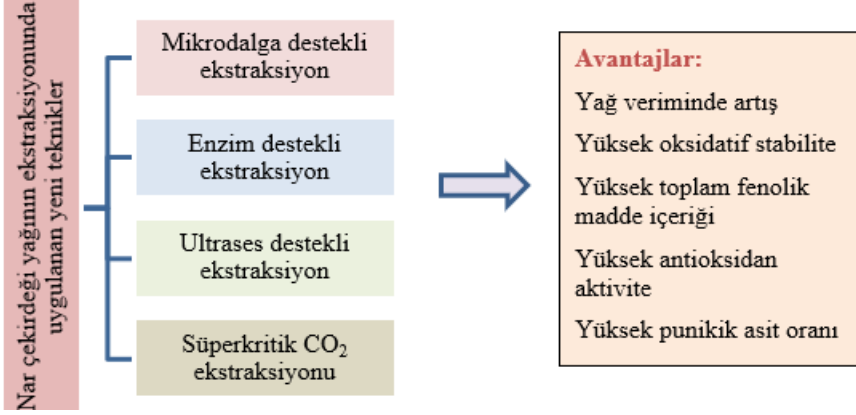 Nar çekirdeği yağının ekstraksiyonunda
uygulanan yeni teknikler
Mikrodalga destekli
ekstraksiyon
Enzim destekli
ekstraksiyon
Ultrases destekli
ekstraksiyon
Süperkritik CO₂
ekstraksiyonu
Avantajlar:
Yağ veriminde artış
Yüksek oksidatif stabilite
Yüksek toplam fenolik
madde içeriği
Yüksek antioksidan
aktivite
Yüksek punikik asit oranı